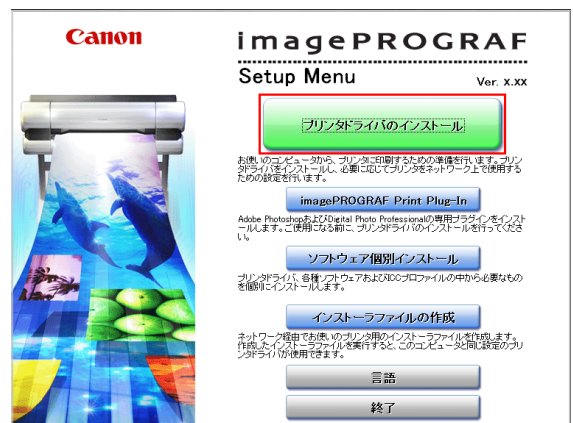 Canon
imagePROGRAF
Setup Menu
Ver. X.XX
プリンタドライバのインストール
お使いのコンピュータから、プリンタに印刷するための準備を行います。プリン
タドライバをインストールし、必要に応じてプリンタをネットワーク上で使用する
ための設定を行います。
imagePROGRAF Print Plug-In
Adobe PhotoshopおよびDigital Photo Professionalの専用プラグインをインスト
ールします。ご使用になる前に、プリンタドライバのインストールを行ってくださ
い。
ソフトウェア個別インストール
プリンタドライバ、各種ソフトウェアおよびICCプロファイルの中から必要なもの
を個別にインストールします。
インストーラファイルの作成
ネットワーク経由でお使いのプリンタ用のインストーラファイルを作成します。
作成したインストーラファイルを実行すると、このコンピュータと同じ設定のプリ
ンタドライバが使用できます。
言語
終了